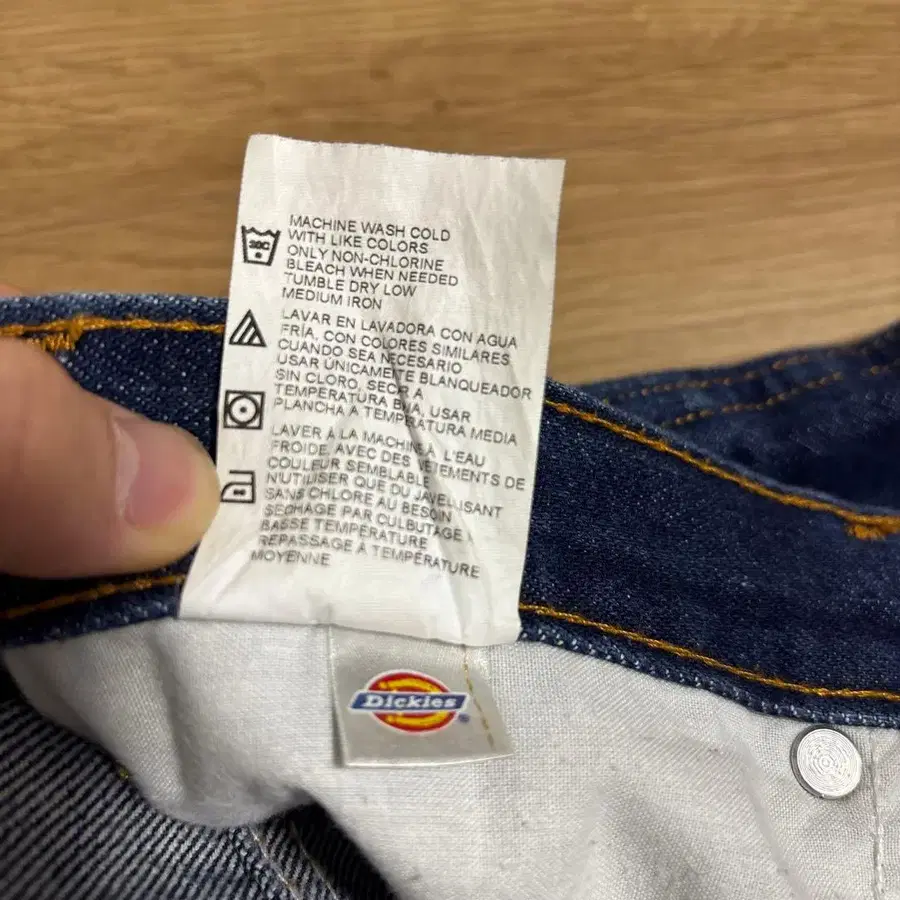 30C
MACHINE WASH COLD
WITH LIKE COLORS
ONLY NON-CHLORINE
BLEACH WHEN NEEDED
TUMBLE DRY LOW
MEDIUM IRON
LAVAR EN LAVADORA CON AGUA
FRÍA, CON COLORES SIMILARES
CUANDO SEA NECESARIO
USAR ÚNICAMENTE BLANQUEADOR
SIN CLORO, SECAR A
TEMPERATURA BAJA, USAR
PLANCHA A TEMPERATURA MEDIA
LAVER À LA MACHINE À L'EAU
FROIDE, AVEC DES VÊTEMENTS DE
COULEUR SEMBLABLE
N'UTILISER QUE DU JAVELLISANT
SANS CHLORE AU BESOIN
SÉCHAGE PAR CULBUTAGE À
BASSE TEMPÉRATURE
REPASSAGE À TEMPÉRATURE
MOYENNE
Dickies